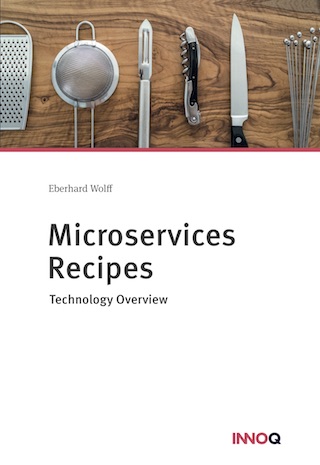 Eberhard Wolff
Microservices
Recipes
Technology Overview
INNOQ